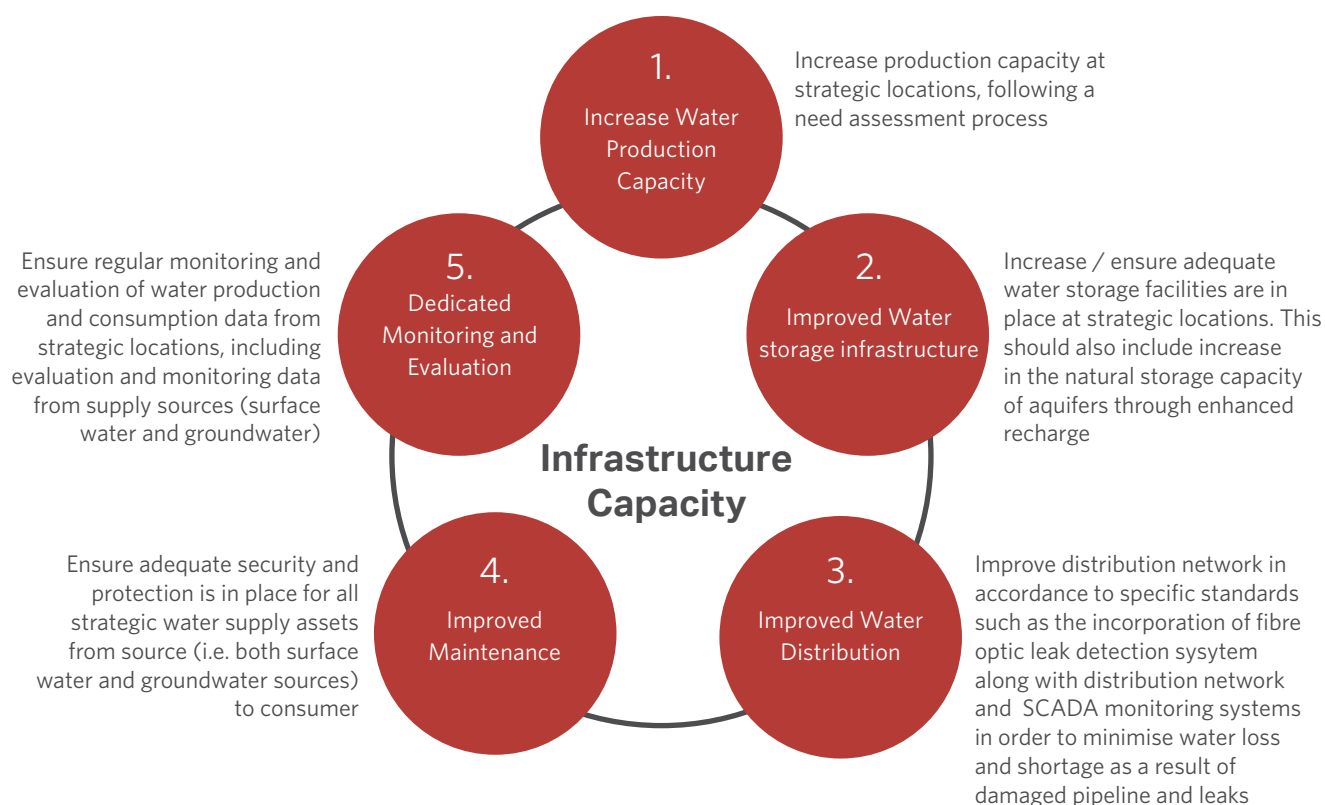 1.
Increase Water
Production
Capacity
Increase production capacity at
strategic locations, following a
need assessment process
2.
Improved Water
storage infrastructure
Increase / ensure adequate
water storage facilities are in
place at strategic locations. This
should also include increase
in the natural storage capacity
of aquifers through enhanced
recharge
3.
Improved Water
Distribution
Improve distribution network in
accordance to specific standards
such as the incorporation of fibre
optic leak detection sysytem
along with distribution network
and SCADA monitoring systems
in order to minimise water loss
and shortage as a result of
damaged pipeline and leaks
4.
Improved
Maintenance
Ensure adequate security and
protection is in place for all
strategic water supply assets
from source (i.e. both surface
water and groundwater sources)
to consumer
5.
Dedicated
Monitoring and
Evaluation
Ensure regular monitoring and
evaluation of water production
and consumption data from
strategic locations, including
evaluation and monitoring data
from supply sources (surface
water and groundwater)
Infrastructure
Capacity